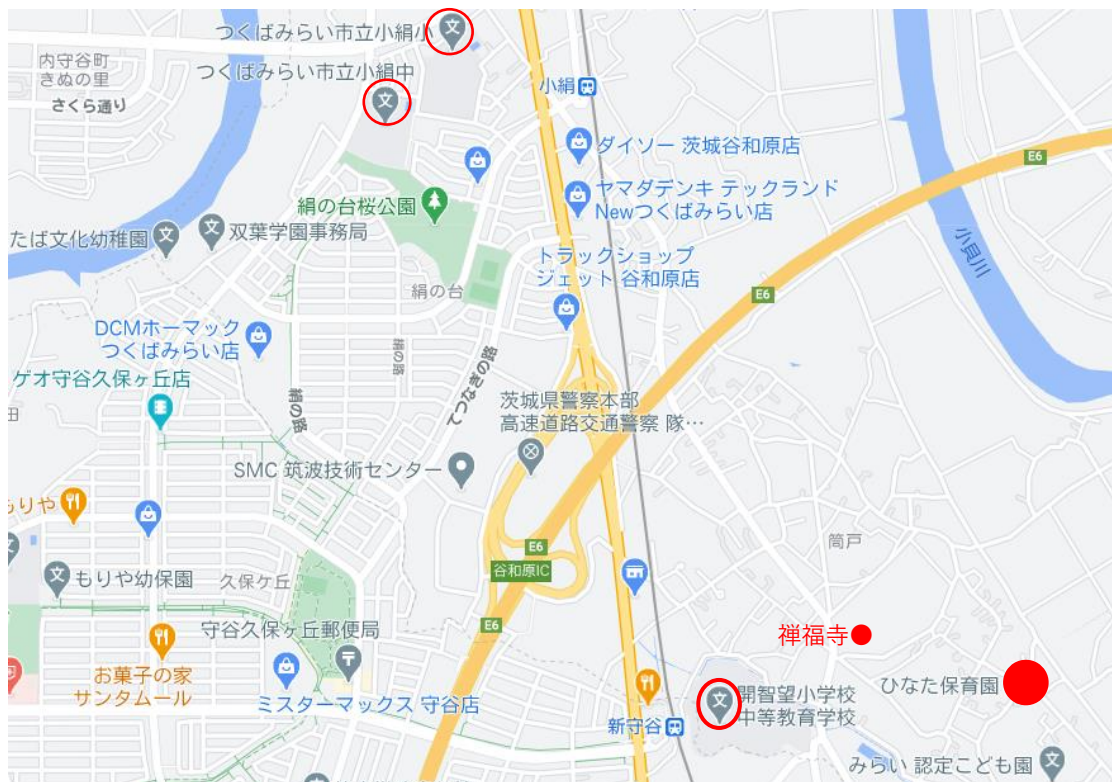 つくばみらい市立小絹小
内守谷町
きぬの里
つくばみらい市立小絹中
小絹
さくら通り
ダイソー 茨城谷和原店
E6
ヤマダデンキ テックランド
Newつくばみらい店
絹の台桜公園
双葉学園事務局
たば文化幼稚園
小貝川
トラックショップ
ジェット 谷和原店
絹の台
E6
DCMホーマック
つくばみらい店
絹の路
てつなぎの路
ゲオ守谷久保ヶ丘店
絹の路
田
茨城県警察本部
高速道路交通警察 隊…
SMC 筑波技術センター
もりや
筒戸
E6
谷和原IC
もりや幼保園
久保ケ丘
E6
守谷久保ヶ丘郵便局
禅福寺
お菓子の家
サンタムール
ひなた保育園
ミスターマックス 守谷店
開智望小学校
中等教育学校
新守谷
みらい 認定こども園